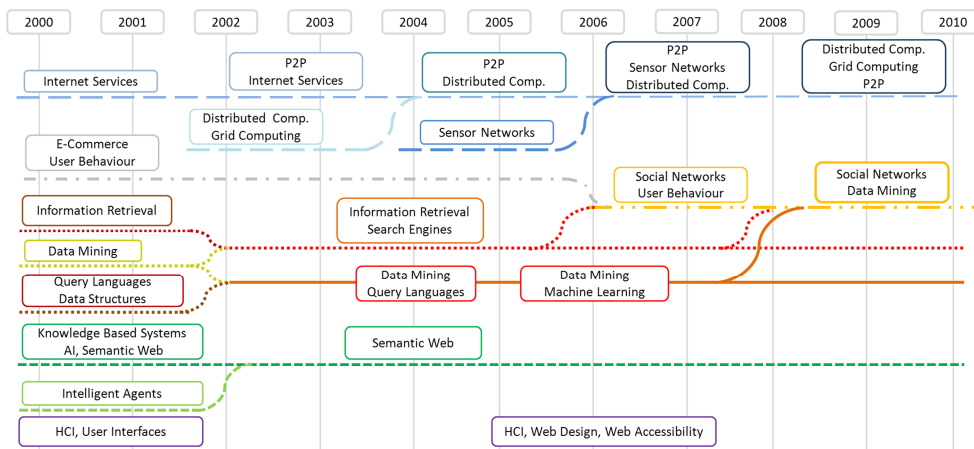 2000
2001
2002
2003
2004
2005
2006
2007
2008
2009
2010
Internet Services
P2P
Internet Services
P2P
Distributed Comp.
P2P
Sensor Networks
Distributed Comp.
Distributed Comp.
Grid Computing
P2P
Distributed Comp.
Grid Computing
Sensor Networks
E-Commerce
User Behaviour
Social Networks
User Behaviour
Social Networks
Data Mining
Information Retrieval
Information Retrieval
Search Engines
Data Mining
Query Languages
Data Structures
Data Mining
Query Languages
Data Mining
Machine Learning
Knowledge Based Systems
AI, Semantic Web
Semantic Web
Intelligent Agents
HCI, User Interfaces
HCI, Web Design, Web Accessibility